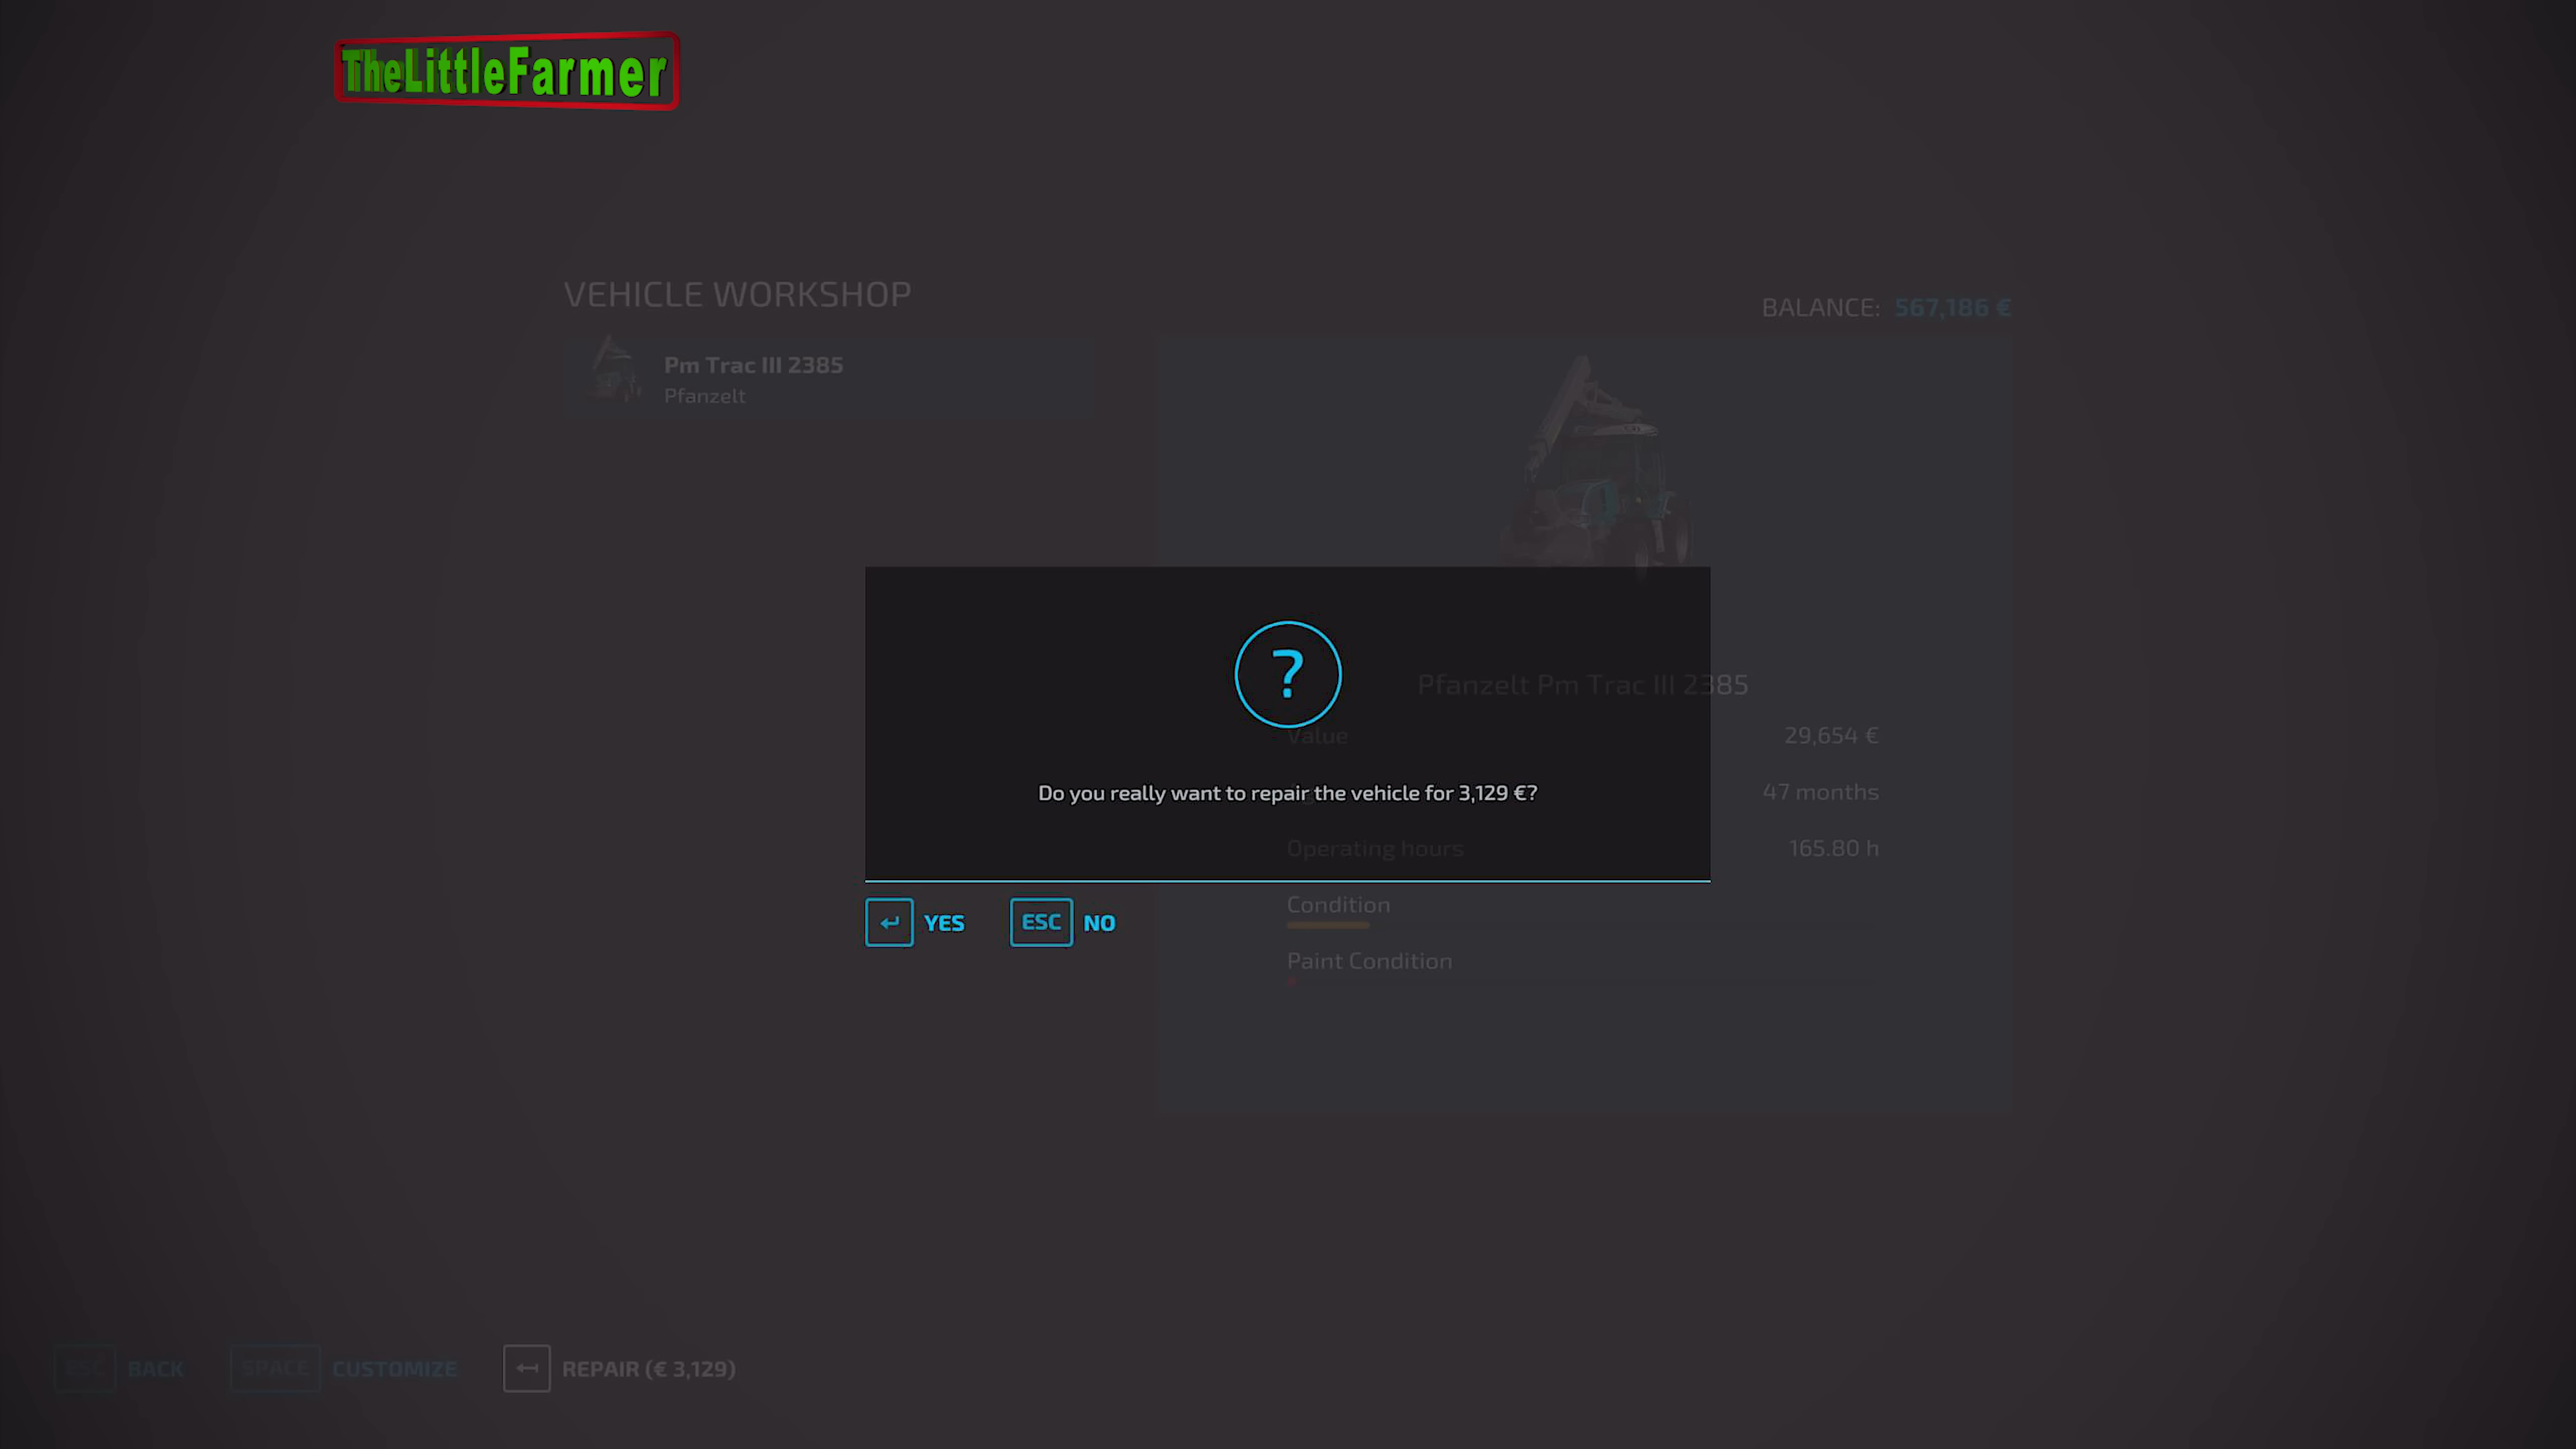 TheLittleFarmer
VEHICLE WORKSHOP
BALANCE: 567,186 €
Pm Trac III 2385
Pfanzelt
?
Pfanzelt Pm Trac III 2385
Value 29,654 €
Do you really want to repair the vehicle for 3,129 €?
47 months
Operating hours 165.80 h
Condition
YES ESC NO
Paint Condition
ESC BACK SPACE CUSTOMIZE REPAIR (€ 3,129)